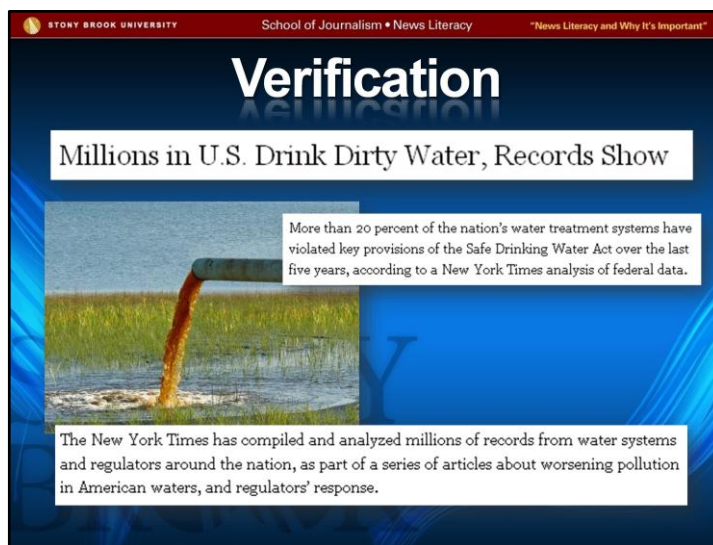 STONY BROOK UNIVERSITY School of Journalism • News Literacy "News Literacy and Why It's Important"
Verification
Millions in U.S. Drink Dirty Water, Records Show
More than 20 percent of the nation's water treatment systems have
violated key provisions of the Safe Drinking Water Act over the last
five years, according to a New York Times analysis of federal data.
The New York Times has compiled and analyzed millions of records from water systems
and regulators around the nation, as part of a series of articles about worsening pollution
in American waters, and regulators' response.